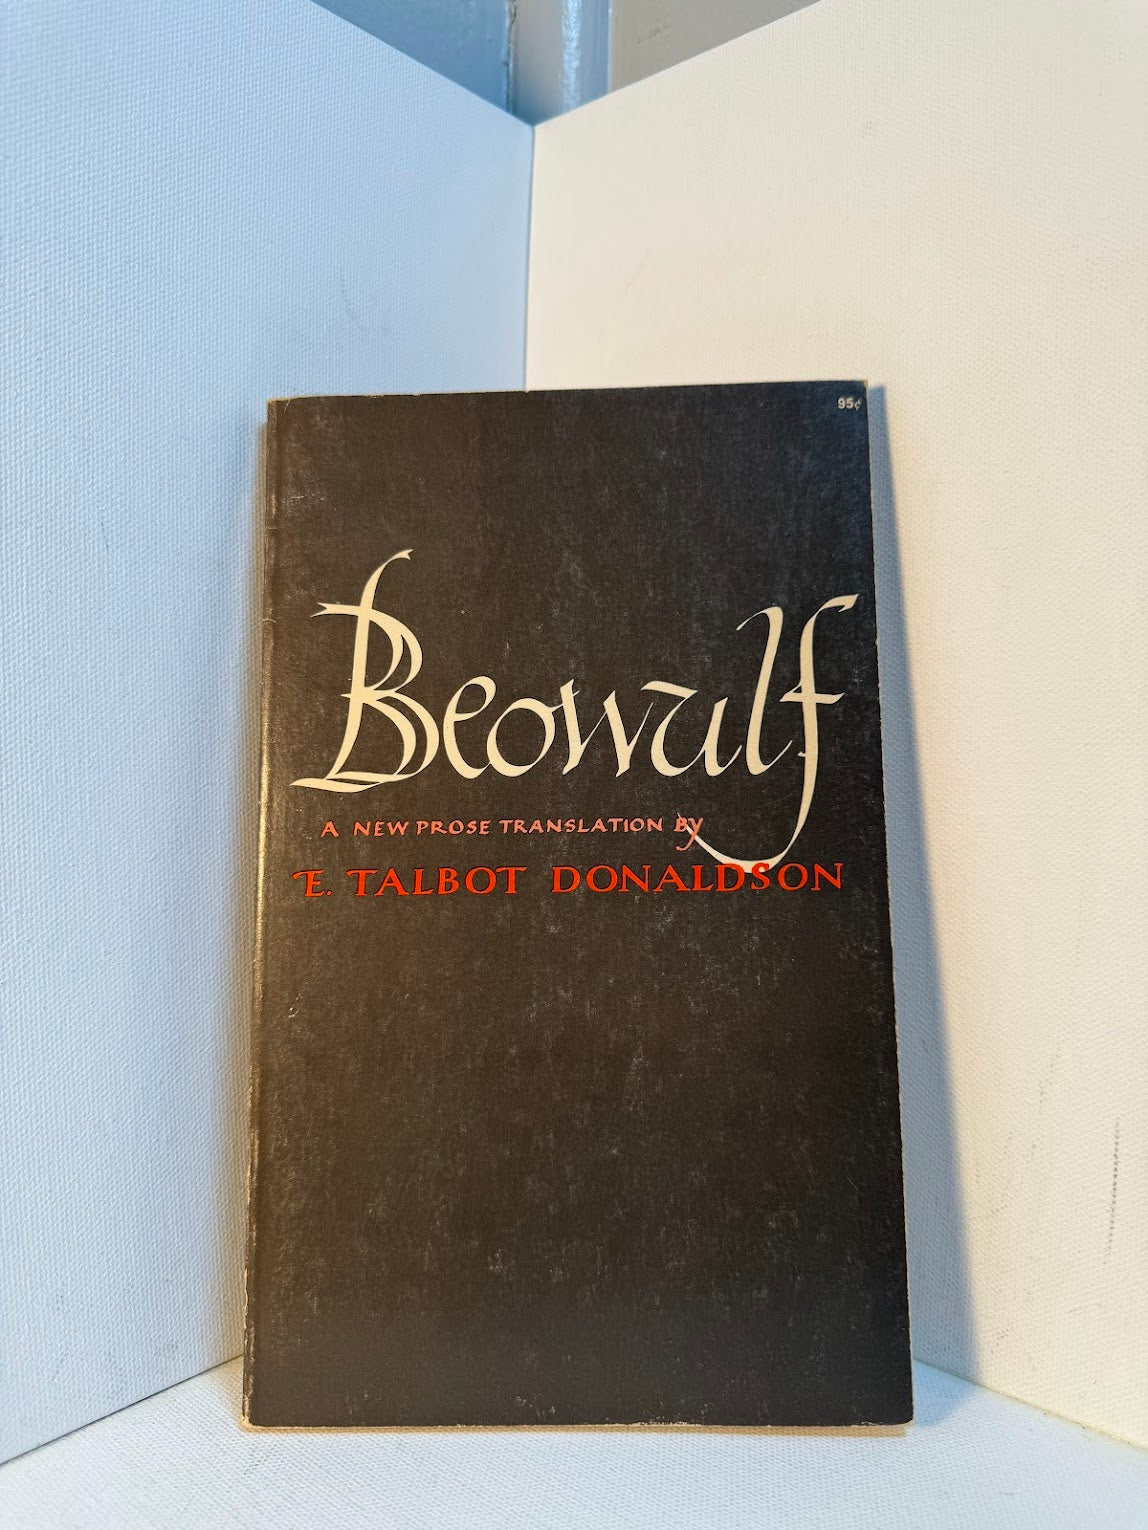 95¢
Beowulf
A NEW PROSE TRANSLATION By
E. TALBOT DONALDSON